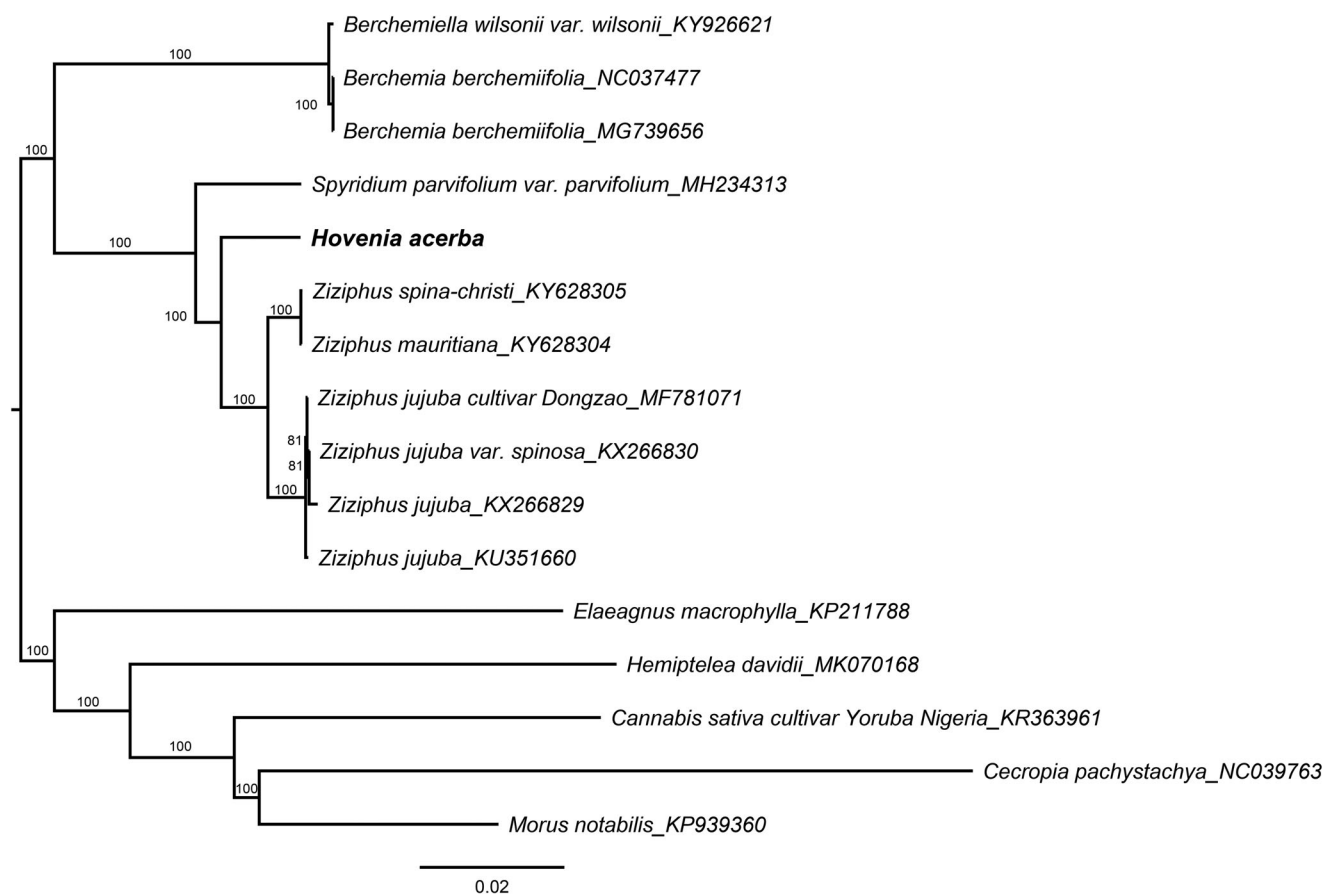 Berchemiella wilsonii var. wilsonii_KY926621
100
Berchemia berchemiifolia_NC037477
100
Berchemia berchemiifolia_MG739656
100
Spyridium parvifolium var. parvifolium_MH234313
100
Hovenia acerba
Ziziphus spina-christi_KY628305
100
100
Ziziphus mauritiana_KY628304
Ziziphus jujuba cultivar Dongzao_MF781071
100
81
Ziziphus jujuba var. spinosa_KX266830
81
100
Ziziphus jujuba_KX266829
Ziziphus jujuba_KU351660
Elaeagnus macrophylla_KP211788
100
Hemiptelea davidii_MK070168
100
Cannabis sativa cultivar Yoruba Nigeria_KR363961
100
Cecropia pachystachya_NC039763
100
Morus notabilis_KP939360
0.02